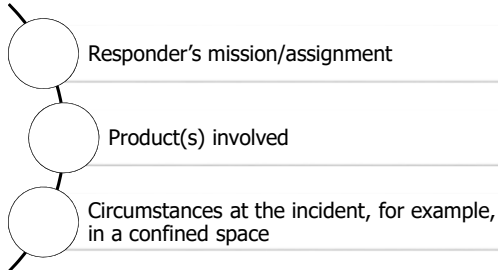 Responder’s mission/assignment
Product(s) involved
Circumstances at the incident, for example,
in a confined space